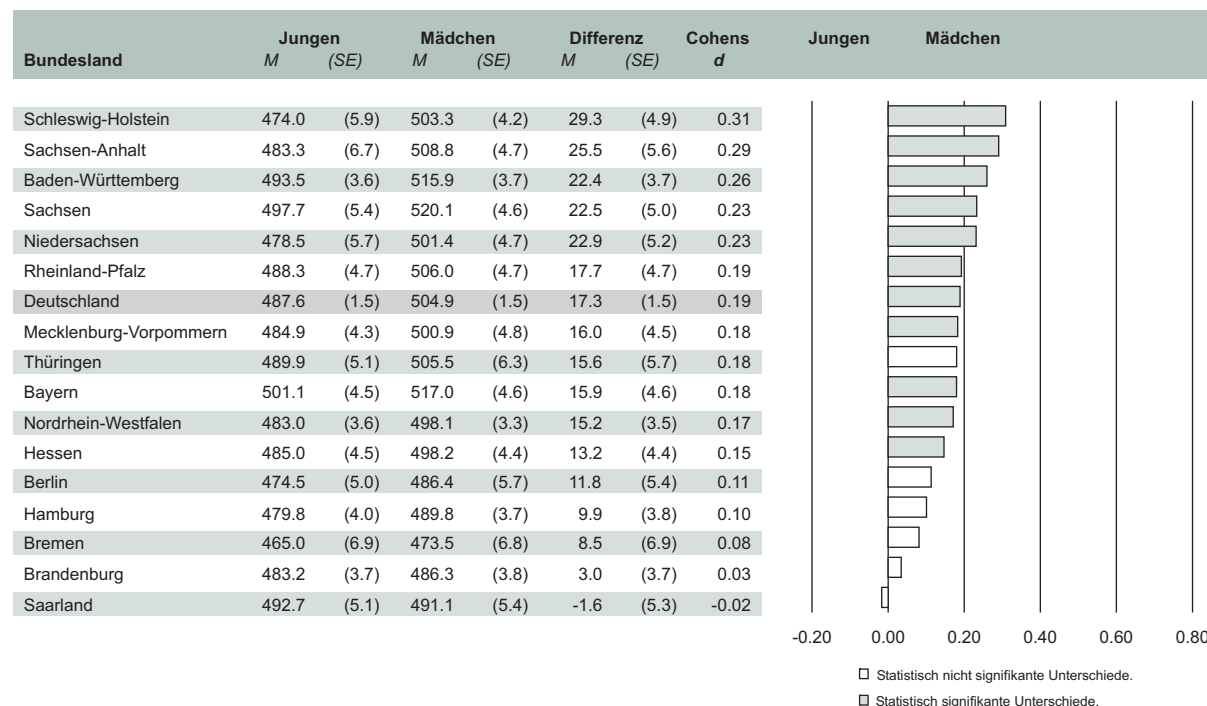 Jungen Mädchen Differenz Cohens Jungen Mädchen
Bundesland M (SE) M (SE) M (SE) d
Schleswig-Holstein 474.0 (5.9) 503.3 (4.2) 29.3 (4.9) 0.31
Sachsen-Anhalt 483.3 (6.7) 508.8 (4.7) 25.5 (5.6) 0.29
Baden-Württemberg 493.5 (3.6) 515.9 (3.7) 22.4 (3.7) 0.26
Sachsen 497.7 (5.4) 520.1 (4.6) 22.5 (5.0) 0.23
Niedersachsen 478.5 (5.7) 501.4 (4.7) 22.9 (5.2) 0.23
Rheinland-Pfalz 488.3 (4.7) 506.0 (4.7) 17.7 (4.7) 0.19
Deutschland 487.6 (1.5) 504.9 (1.5) 17.3 (1.5) 0.19
Mecklenburg-Vorpommern 484.9 (4.3) 500.9 (4.8) 16.0 (4.5) 0.18
Thüringen 489.9 (5.1) 505.5 (6.3) 15.6 (5.7) 0.18
Bayern 501.1 (4.5) 517.0 (4.6) 15.9 (4.6) 0.18
Nordrhein-Westfalen 483.0 (3.6) 498.1 (3.3) 15.2 (3.5) 0.17
Hessen 485.0 (4.5) 498.2 (4.4) 13.2 (4.4) 0.15
Berlin 474.5 (5.0) 486.4 (5.7) 11.8 (5.4) 0.11
Hamburg 479.8 (4.0) 489.8 (3.7) 9.9 (3.8) 0.10
Bremen 465.0 (6.9) 473.5 (6.8) 8.5 (6.9) 0.08
Brandenburg 483.2 (3.7) 486.3 (3.8) 3.0 (3.7) 0.03
Saarland 492.7 (5.1) 491.1 (5.4) -1.6 (5.3) -0.02
-0.20 0.00 0.20 0.40 0.60 0.80
Statistisch nicht signifikante Unterschiede.
Statistisch signifikante Unterschiede.